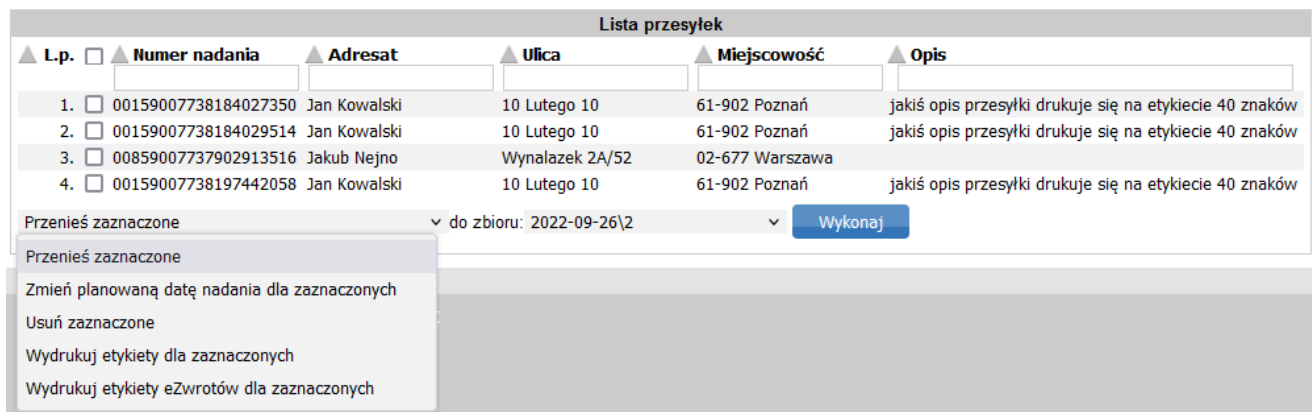 Lista przesyłek
L.p. Numer nadania Adresat Ulica Miejscowość Opis
1. 00159007738184027350 Jan Kowalski 10 Lutego 10 61-902 Poznań jakiś opis przesyłki drukuje się na etykiecie 40 znaków
2. 00159007738184029514 Jan Kowalski 10 Lutego 10 61-902 Poznań jakiś opis przesyłki drukuje się na etykiecie 40 znaków
3. 00859007737902913516 Jakub Nejno Wynalazek 2A/52 02-677 Warszawa
4. 00159007738197442058 Jan Kowalski 10 Lutego 10 61-902 Poznań jakiś opis przesyłki drukuje się na etykiecie 40 znaków
Przenieś zaznaczone do zbioru: 2022-09-26\2 Wykonaj
Przenieś zaznaczone
Zmień planowaną datę nadania dla zaznaczonych
Usuń zaznaczone
Wydrukuj etykiety dla zaznaczonych
Wydrukuj etykiety eZwrotów dla zaznaczonych